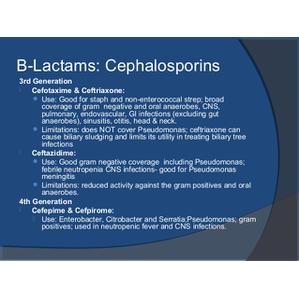 B-Lactams: Cephalosporins
3rd Generation
Cefotaxime & Ceftriaxone:
Use: Good for staph and non-enterococcal strep; broad
coverage of gram negative and oral anaerobes, CNS,
pulmonary, endovascular, GI infections (excluding gut
anaerobes), sinusitis, otitis, head & neck.
Limitations: does NOT cover Pseudomonas; ceftriaxone can
cause biliary sludging and limits its utility in treating biliary tree
infections
Ceftazidime:
Use: Good gram negative coverage including Pseudomonas;
febrile neutropenia CNS infections- good for Pseudomonas
meningitis
Limitations: reduced activity against the gram positives and oral
anaerobes.
4th Generation
Cefepime & Cefpirome:
Use: Enterobacter, Citrobacter and Serratia;Pseudomonas; gram
positives; used in neutropenic fever and CNS infections.